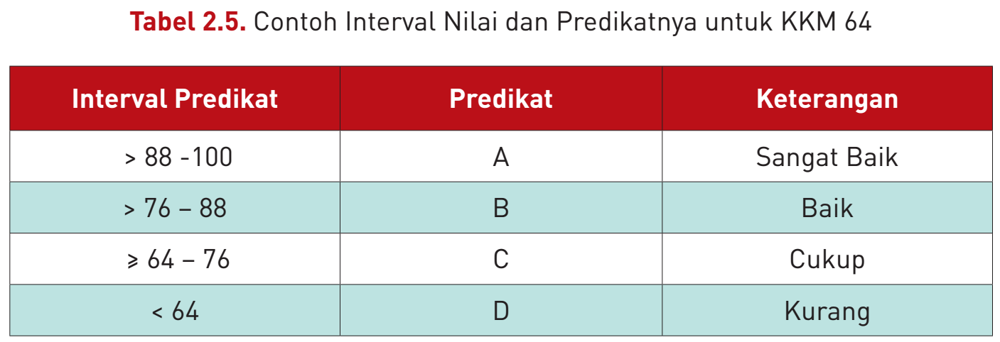 Tabel 2.5. Contoh Interval Nilai dan Predikatnya untuk KKM 64
Interval Predikat Predikat Keterangan
> 88 -100 A Sangat Baik
> 76 – 88 B Baik
⩾ 64 – 76 C Cukup
< 64 D Kurang